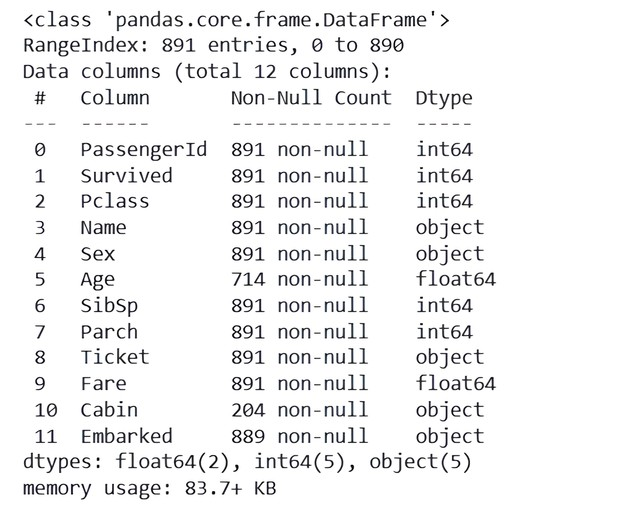 <class 'pandas.core.frame.DataFrame'>
RangeIndex: 891 entries, 0 to 890
Data columns (total 12 columns):
 #   Column       Non-Null Count  Dtype
---  ------       --------------  -----
 0   PassengerId  891 non-null    int64
 1   Survived     891 non-null    int64
 2   Pclass       891 non-null    int64
 3   Name         891 non-null    object
 4   Sex          891 non-null    object
 5   Age          714 non-null    float64
 6   SibSp        891 non-null    int64
 7   Parch        891 non-null    int64
 8   Ticket       891 non-null    object
 9   Fare         891 non-null    float64
 10  Cabin        204 non-null    object
 11  Embarked     889 non-null    object
dtypes: float64(2), int64(5), object(5)
memory usage: 83.7+ KB